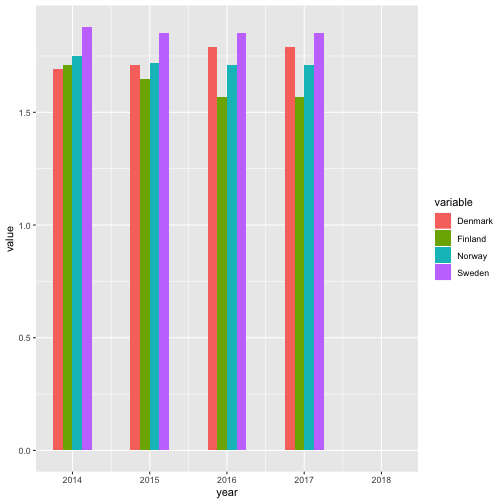 value
1.5
1.0
0.5
0.0
2014 2015 2016 2017 2018
year
variable
Denmark
Finland
Norway
Sweden